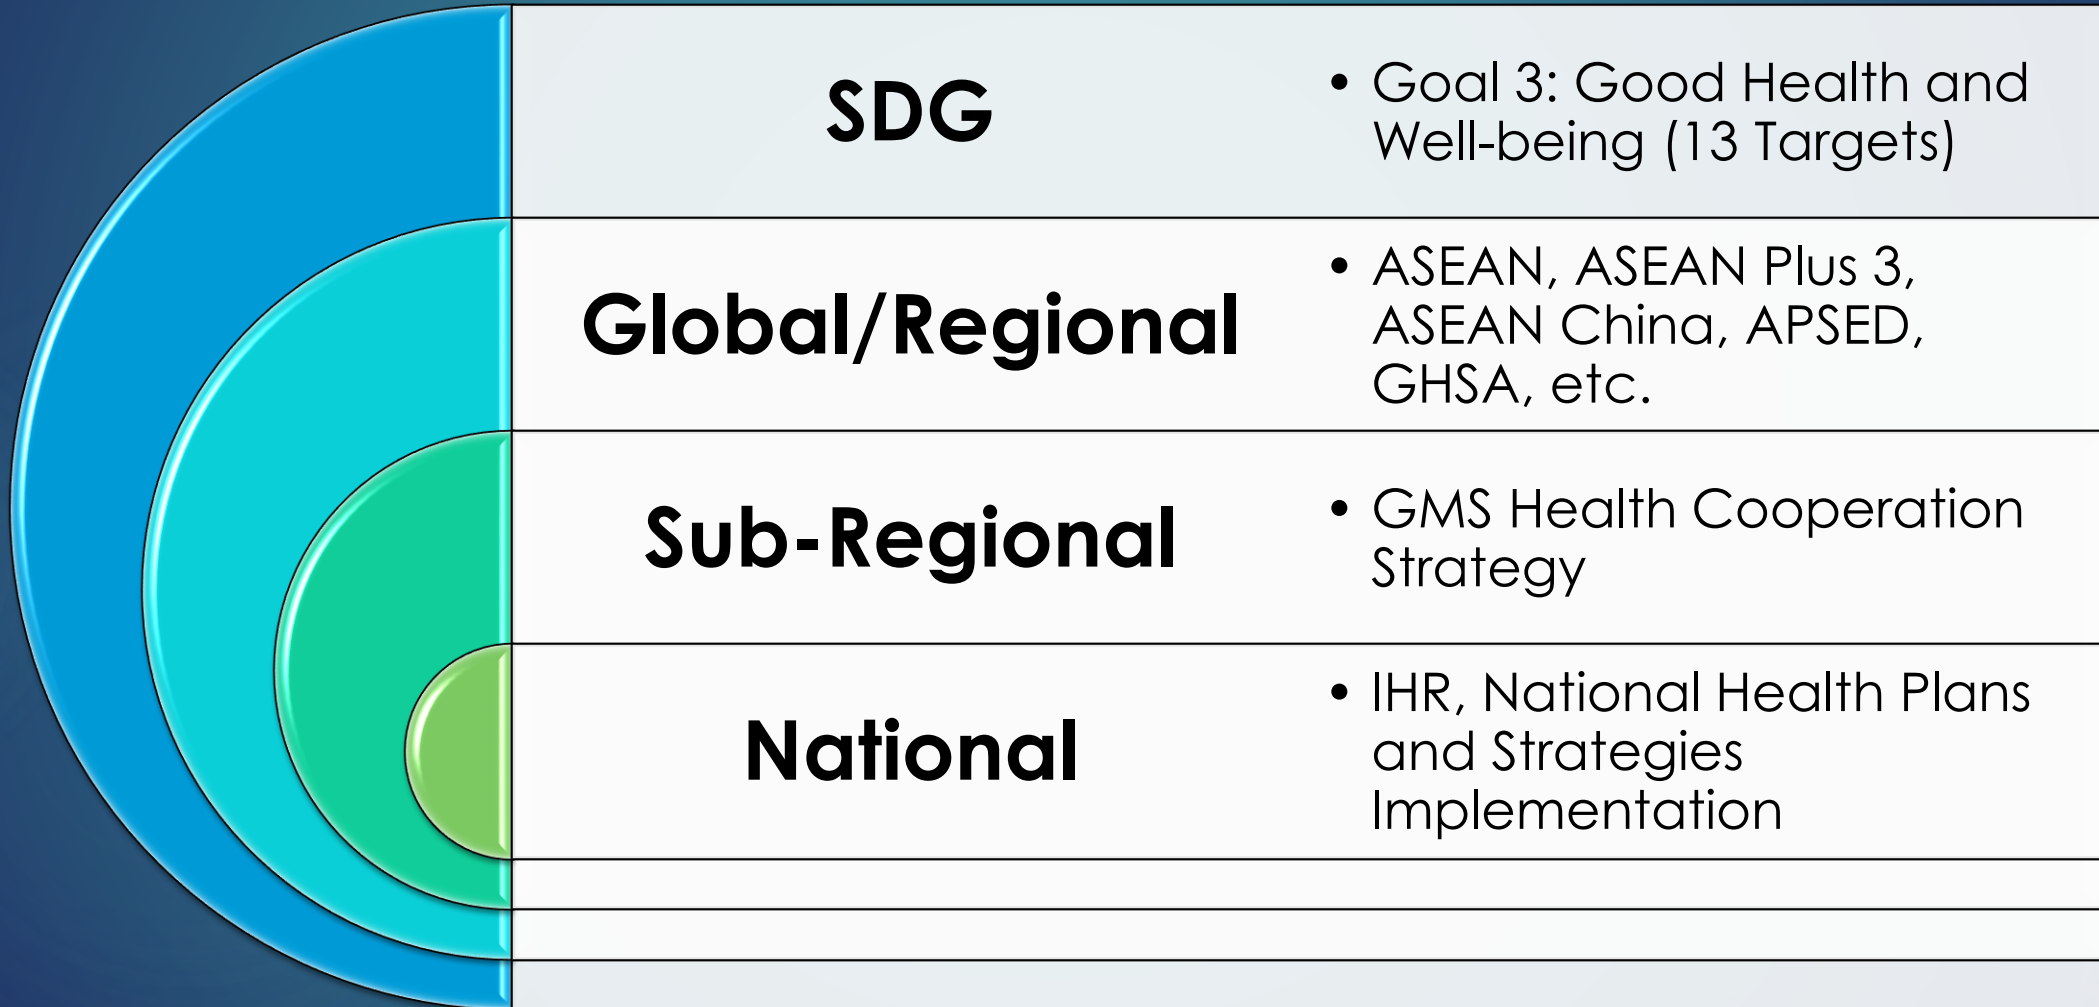 SDG
• Goal 3: Good Health and
Well-being (13 Targets)
Global/Regional
• ASEAN, ASEAN Plus 3,
ASEAN China, APSED,
GHSA, etc.
Sub-Regional
• GMS Health Cooperation
Strategy
National
• IHR, National Health Plans
and Strategies
Implementation